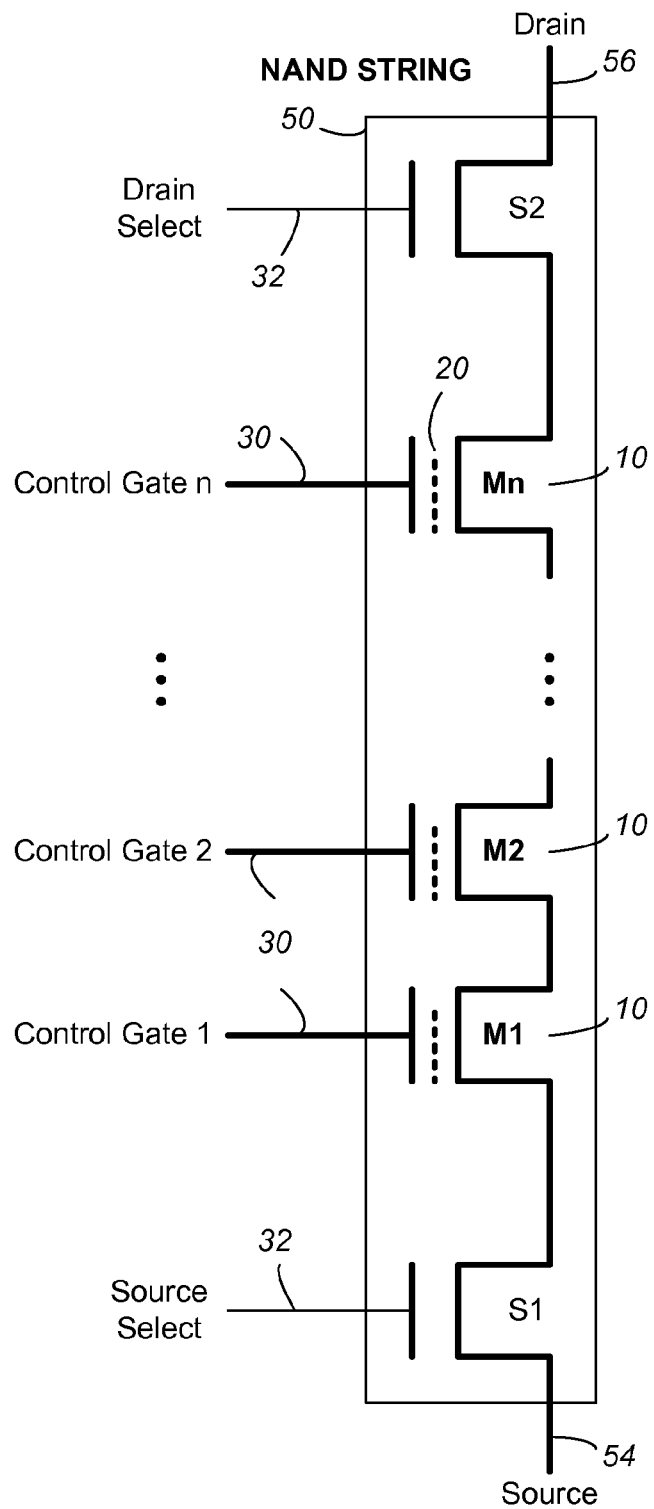 Drain
NAND STRING
56
50
Drain
Select
S2
32
20
30
Control Gate n
Mn
10
Control Gate 2
M2
10
30
Control Gate 1
M1
10
32
Source
Select
S1
54
Source